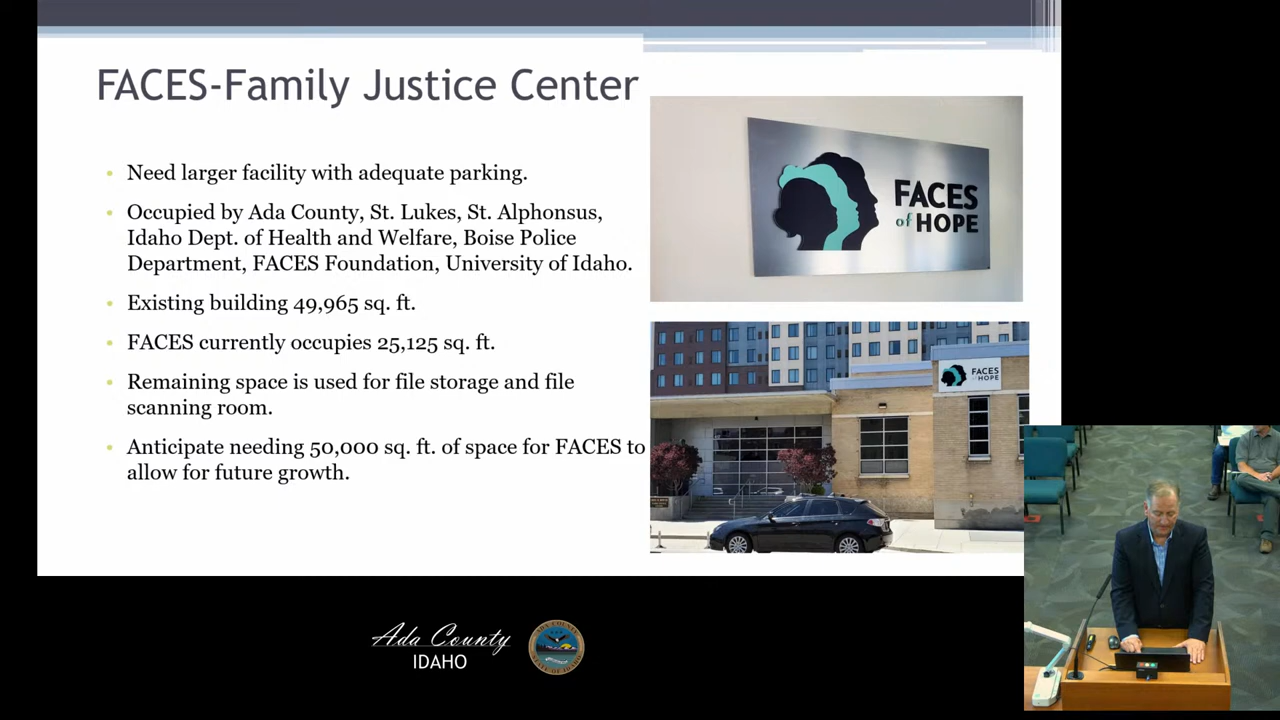 FACES-Family Justice Center
Need larger facility with adequate parking.
Occupied by Ada County, St. Lukes, St. Alphonsus,
Idaho Dept. of Health and Welfare, Boise Police
Department, FACES Foundation, University of Idaho.
Existing building 49,965 sq. ft.
FACES currently occupies 25,125 sq. ft.
Remaining space is used for file storage and file
scanning room.
Anticipate needing 50,000 sq. ft. of space for FACES to
allow for future growth.
FACES
of HOPE
FACES
of HOPE
Ada County
IDAHO